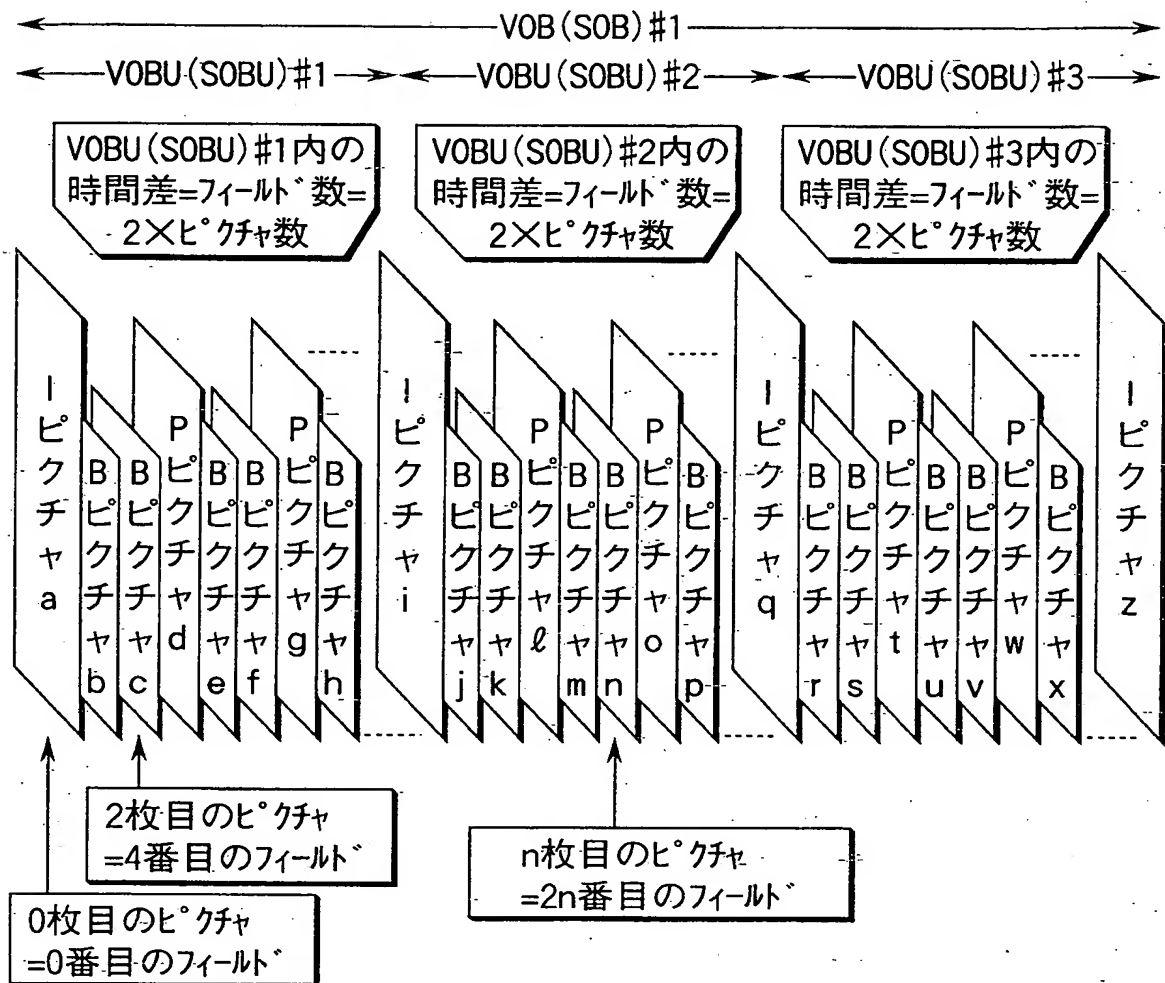 VOB(SOB)#1
VOBU(SOBU)#1
VOBU(SOBU)#2
VOBU(SOBU)#3
VOBU(SOBU)#1内の
時間差=フィールド数=
2×ピクチャ数
VOBU(SOBU)#2内の
時間差=フィールド数=
2×ピクチャ数
VOBU(SOBU)#3内の
時間差=フィールド数=
2×ピクチャ数
Iピクチャa
Bピクチャb
Bピクチャc
Pピクチャd
Bピクチャe
Bピクチャf
Pピクチャg
Bピクチャh
Iピクチャi
Bピクチャj
Bピクチャk
Pピクチャℓ
Bピクチャm
Bピクチャn
Pピクチャo
Bピクチャp
Iピクチャq
Bピクチャr
Bピクチャs
Pピクチャt
Bピクチャu
Bピクチャv
Pピクチャw
Bピクチャx
Iピクチャz
2枚目のピクチャ
=4番目のフィールド
n枚目のピクチャ
=2n番目のフィールド
0枚目のピクチャ
=0番目のフィールド